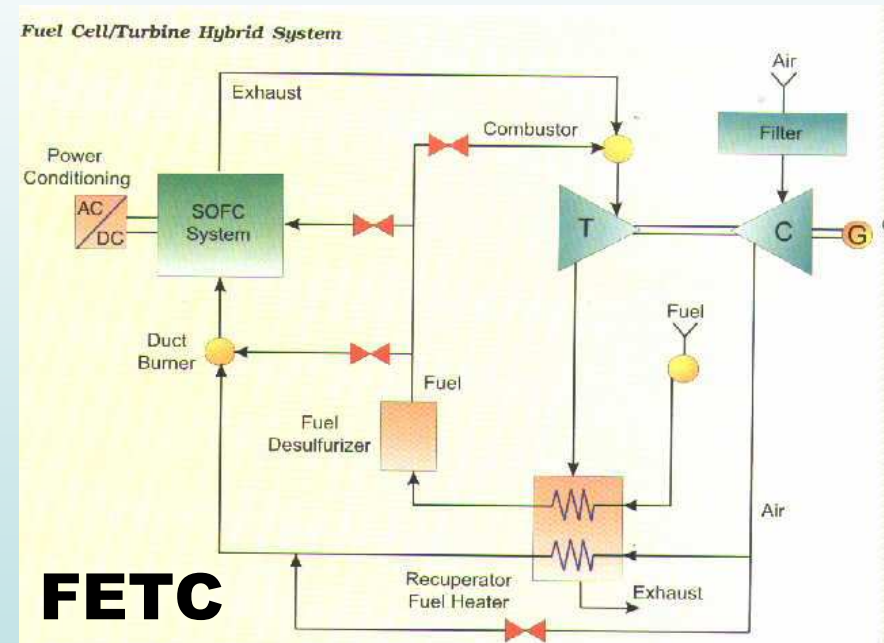 Fuel Cell/Turbine Hybrid System
Air
Exhaust
Combustor
Filter
Power
Conditioning
AC
DC
SOFC
System
T
C
G
Fuel
Duct
Burner
Fuel
Fuel
Desulfurizer
Air
Recuperator
Fuel Heater
Exhaust
FETC